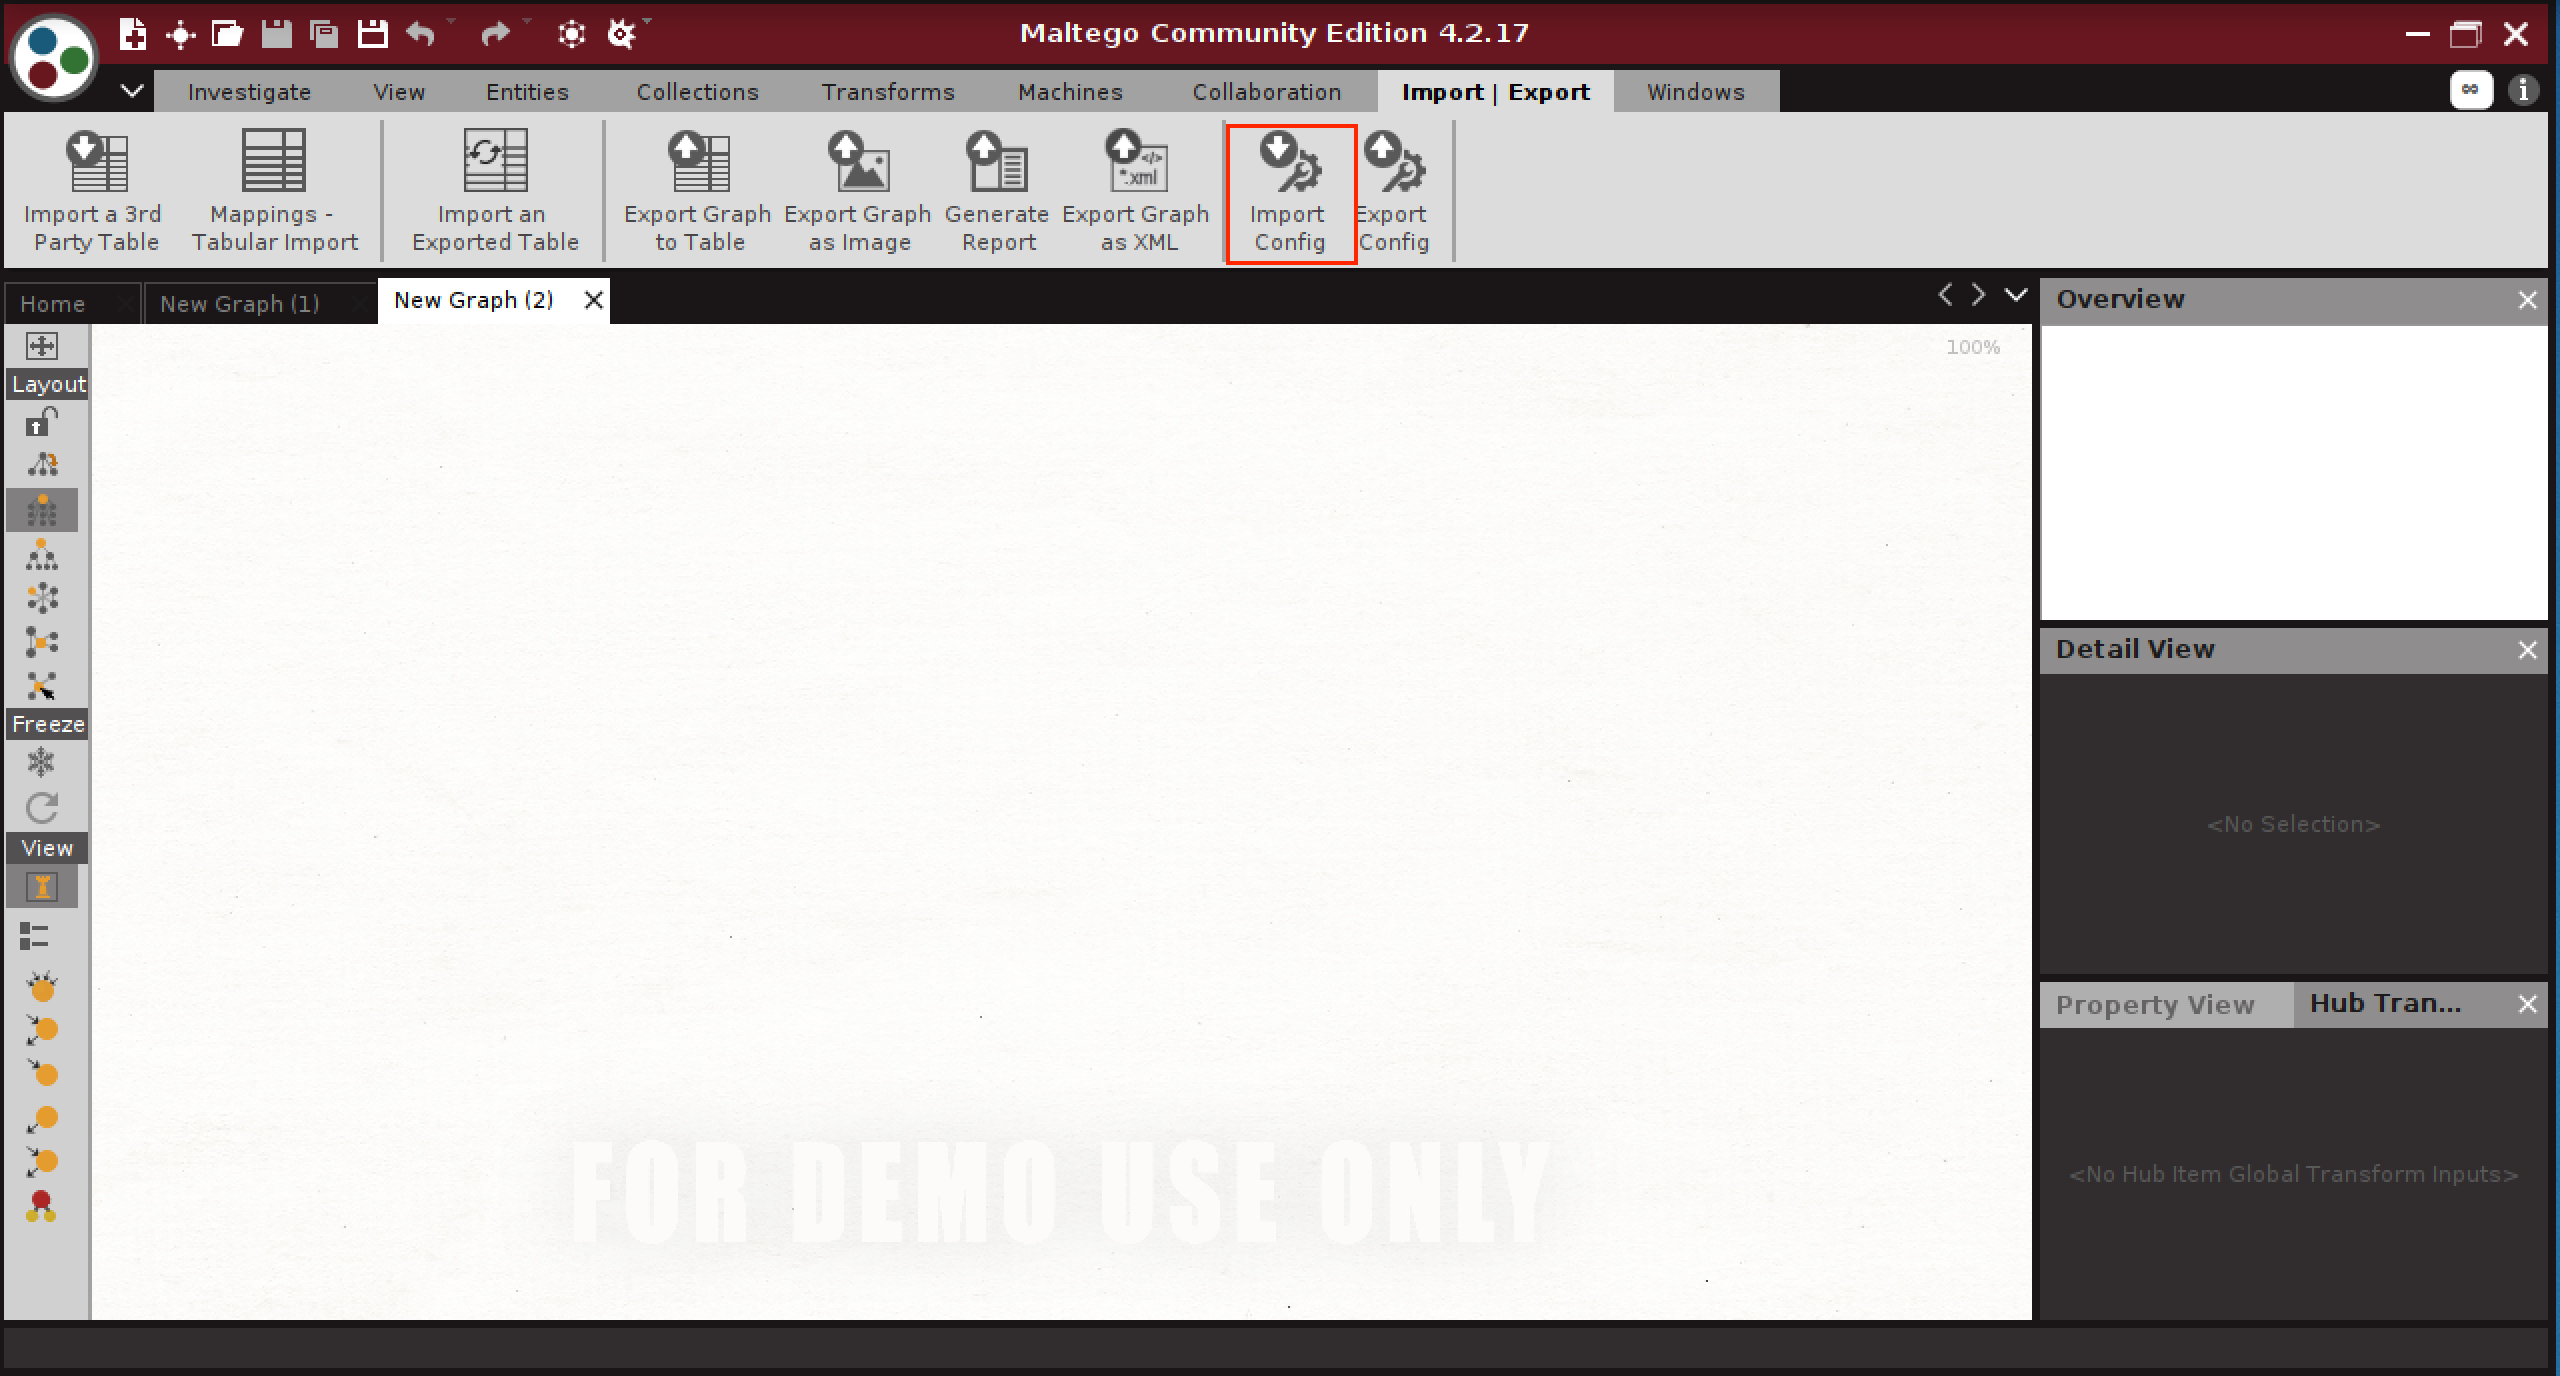 Maltego Community Edition 4.2.17
Investigate View Entities Collections Transforms Machines Collaboration Import | Export Windows
Import a 3rd Party Table
Mappings - Tabular Import
Import an Exported Table
Export Graph to Table
Export Graph as Image
Generate Report
</> *.xml
Export Graph as XML
Import Config
Export Config
Home New Graph (1) New Graph (2)
Overview
100%
Layout
Detail View
Freeze
<No Selection>
View
Property View Hub Tran...
<No Hub Item Global Transform Inputs>
FOR DEMO USE ONLY